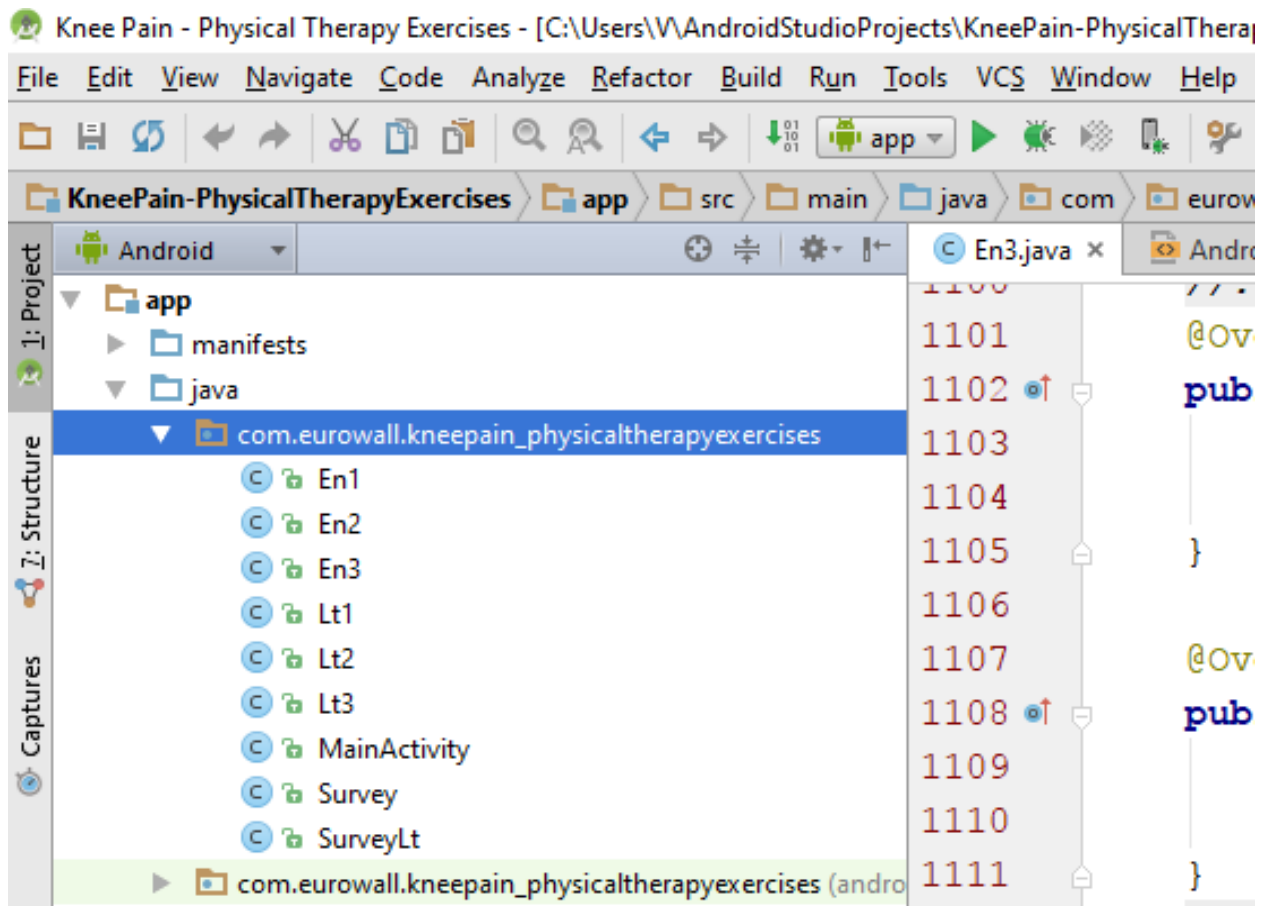 Knee Pain - Physical Therapy Exercises - [C:\Users\V\AndroidStudioProjects\KneePain-PhysicalTherap
File Edit View Navigate Code Analyze Refactor Build Run Tools VCS Window Help
app
KneePain-PhysicalTherapyExercises app src main java com eurow
1: Project
7: Structure
Captures
Android
app
manifests
java
com.eurowall.kneepain_physicaltherapyexercises
En1
En2
En3
Lt1
Lt2
Lt3
MainActivity
Survey
SurveyLt
com.eurowall.kneepain_physicaltherapyexercises (andro
En3.java Andro
1100 //.
1101 @Ov
1102 pub
1103
1104
1105 }
1106
1107 @Ov
1108 pub
1109
1110
1111 }